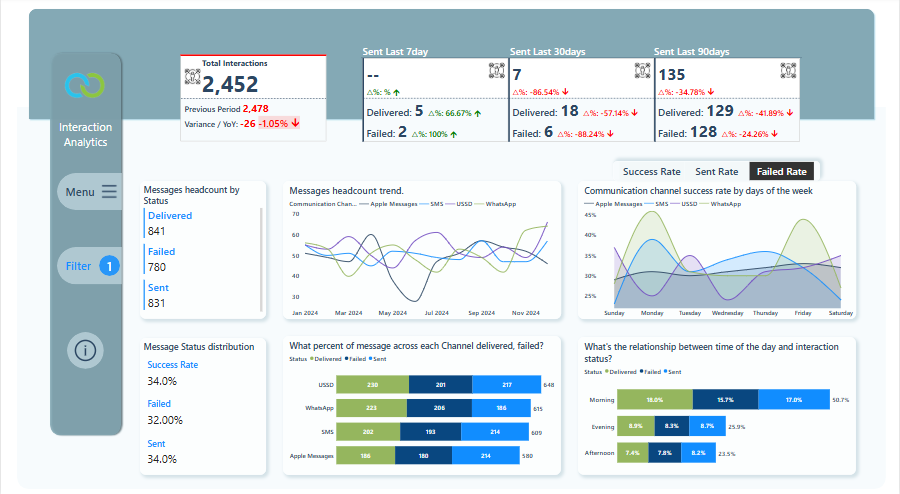 Interaction
Analytics
Menu
Filter 1
Total Interactions
2,452
Previous Period 2,478
Variance / YoY: -26 -1.05% ↓
Sent Last 7day
--
△%: % ↑
Delivered: 5 △%: 66.67% ↑
Failed: 2 △%: 100% ↑
Sent Last 30days
7
△%: -86.54% ↓
Delivered: 18 △%: -57.14% ↓
Failed: 6 △%: -88.24% ↓
Sent Last 90days
135
△%: -34.78% ↓
Delivered: 129 △%: -41.89% ↓
Failed: 128 △%: -24.26% ↓
Success Rate Sent Rate Failed Rate
Messages headcount by
Status
Delivered
841
Failed
780
Sent
831
Messages headcount trend.
Communication Chan... Apple Messages SMS USSD WhatsApp
70
60
50
40
30
Jan 2024 Mar 2024 May 2024 Jul 2024 Sep 2024 Nov 2024
Communication channel success rate by days of the week
Apple Messages SMS USSD WhatsApp
45%
40%
35%
30%
25%
Sunday Monday Tuesday Wednesday Thursday Friday Saturday
Message Status distribution
Success Rate
34.0%
Failed
32.00%
Sent
34.0%
What percent of message across each Channel delivered, failed?
Status Delivered Failed Sent
USSD 230 201 217 648
WhatsApp 223 206 186 615
SMS 202 193 214 609
Apple Messages 186 180 214 580
What's the relationship between time of the day and interaction
status?
Status Delivered Failed Sent
Morning 18.0% 15.7% 17.0% 50.7%
Evening 8.9% 8.3% 8.7% 25.9%
Afternoon 7.4% 7.8% 8.2% 23.5%